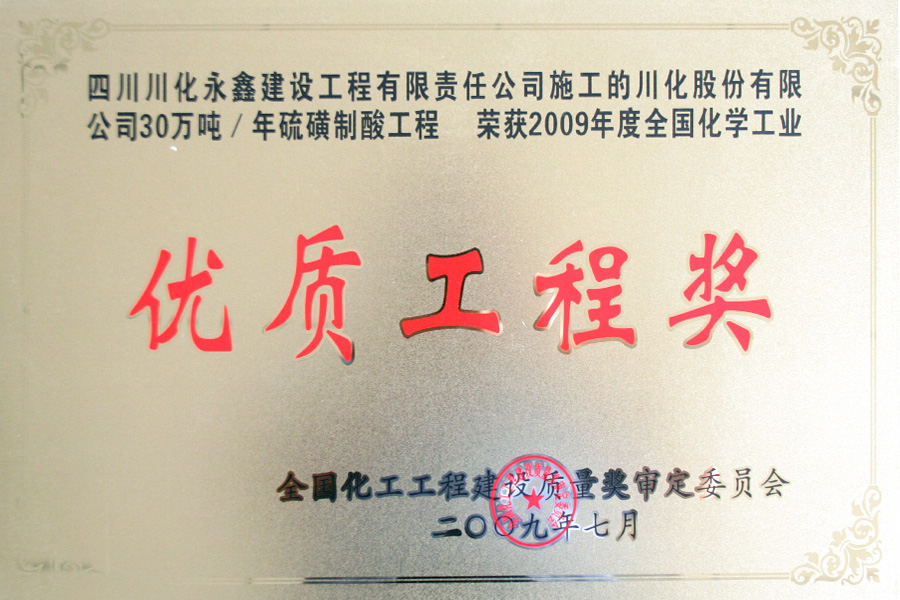 四川川化永鑫建设工程有限责任公司施工的川化股份有限
公司30万吨/年硫磺制酸工程 荣获2009年度全国化学工业
优质工程奖
全国化工工程建设质量奖审定委员会
二〇〇九年七月